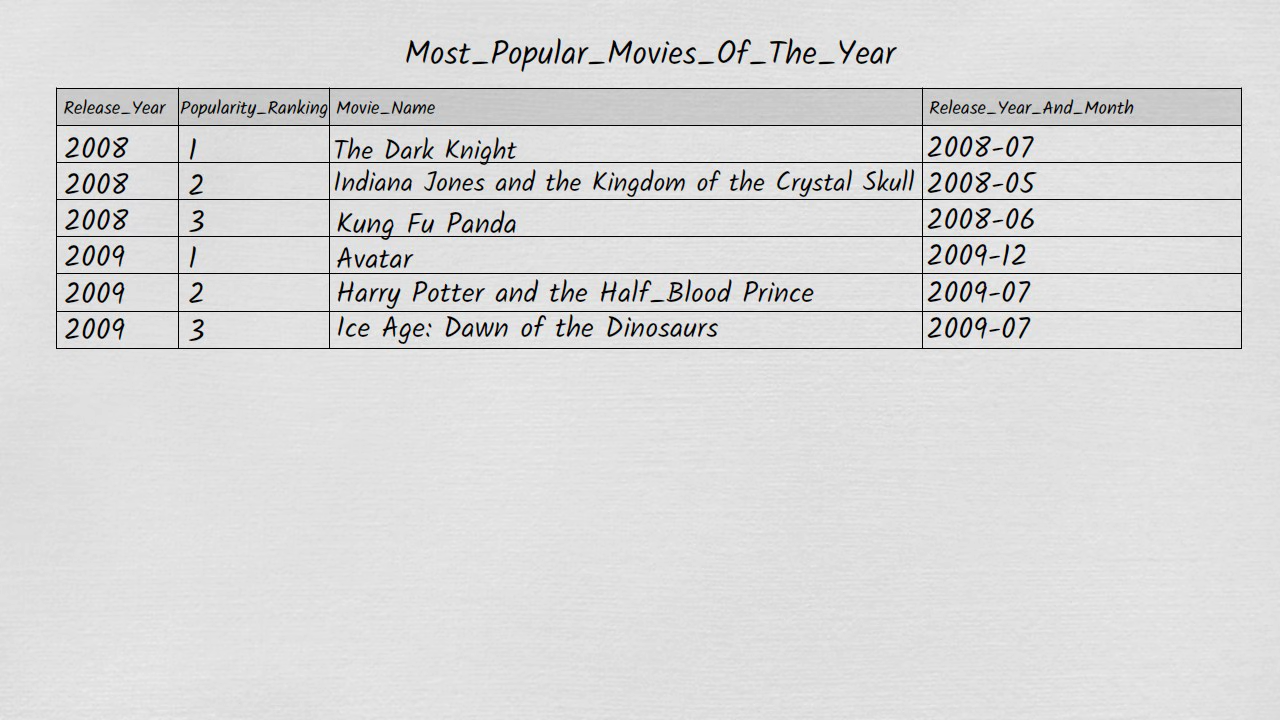 Most_Popular_Movies_Of_The_Year
Release_Year Popularity_Ranking Movie_Name Release_Year_And_Month
2008 1 The Dark Knight 2008-07
2008 2 Indiana Jones and the Kingdom of the Crystal Skull 2008-05
2008 3 Kung Fu Panda 2008-06
2009 1 Avatar 2009-12
2009 2 Harry Potter and the Half_Blood Prince 2009-07
2009 3 Ice Age: Dawn of the Dinosaurs 2009-07